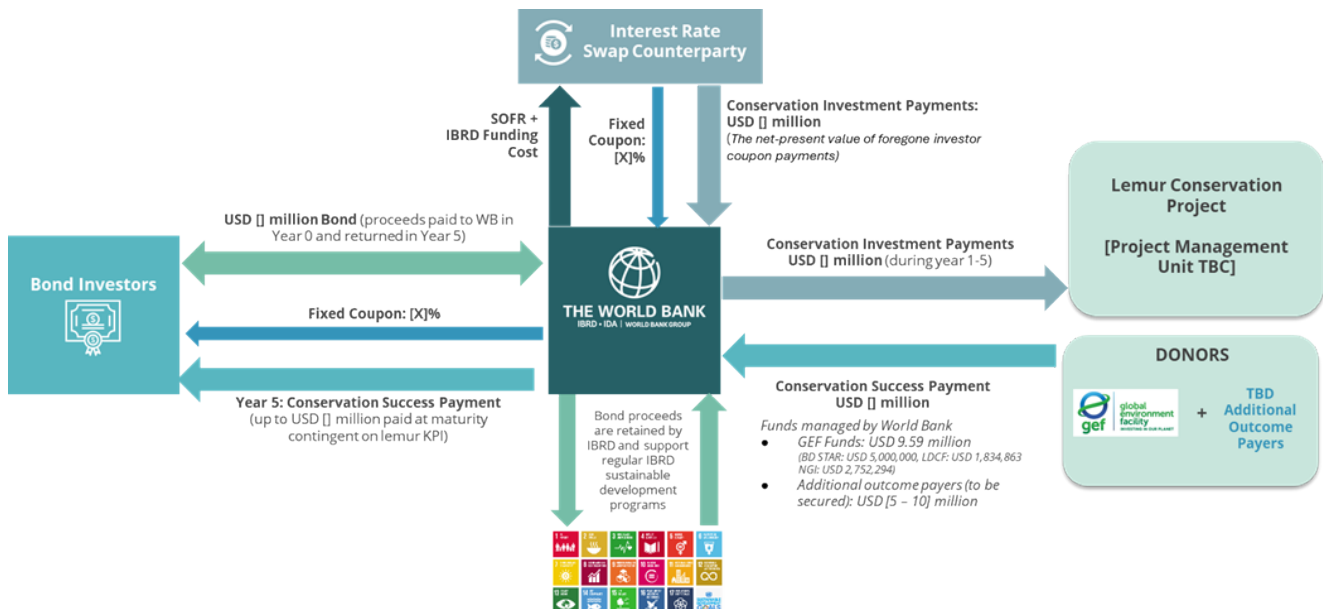 Interest Rate
Swap Counterparty
SOFR +
IBRD Funding
Cost
Fixed
Coupon:
[X]%
Conservation Investment Payments:
USD [] million
(The net-present value of foregone investor
coupon payments)
Lemur Conservation
Project
[Project Management
Unit TBC]
USD [] million Bond (proceeds paid to WB in
Year 0 and returned in Year 5)
Bond Investors
THE WORLD BANK
IBRD • IDA | WORLD BANK GROUP
Conservation Investment Payments
USD [] million (during year 1-5)
Fixed Coupon: [X]%
Year 5: Conservation Success Payment
(up to USD [] million paid at maturity
contingent on lemur KPI)
Bond proceeds
are retained by
IBRD and support
regular IBRD
sustainable
development
programs
Conservation Success Payment
USD [] million
Funds managed by World Bank
● GEF Funds: USD 9.59 million
(BD STAR: USD 5,000,000, LDCF: USD 1,834,863
NGI: USD 2,752,294)
● Additional outcome payers (to be
secured): USD [5 – 10] million
DONORS
gef
global
environment
facility
INVESTING IN OUR PLANET
+
TBD
Additional
Outcome
Payers